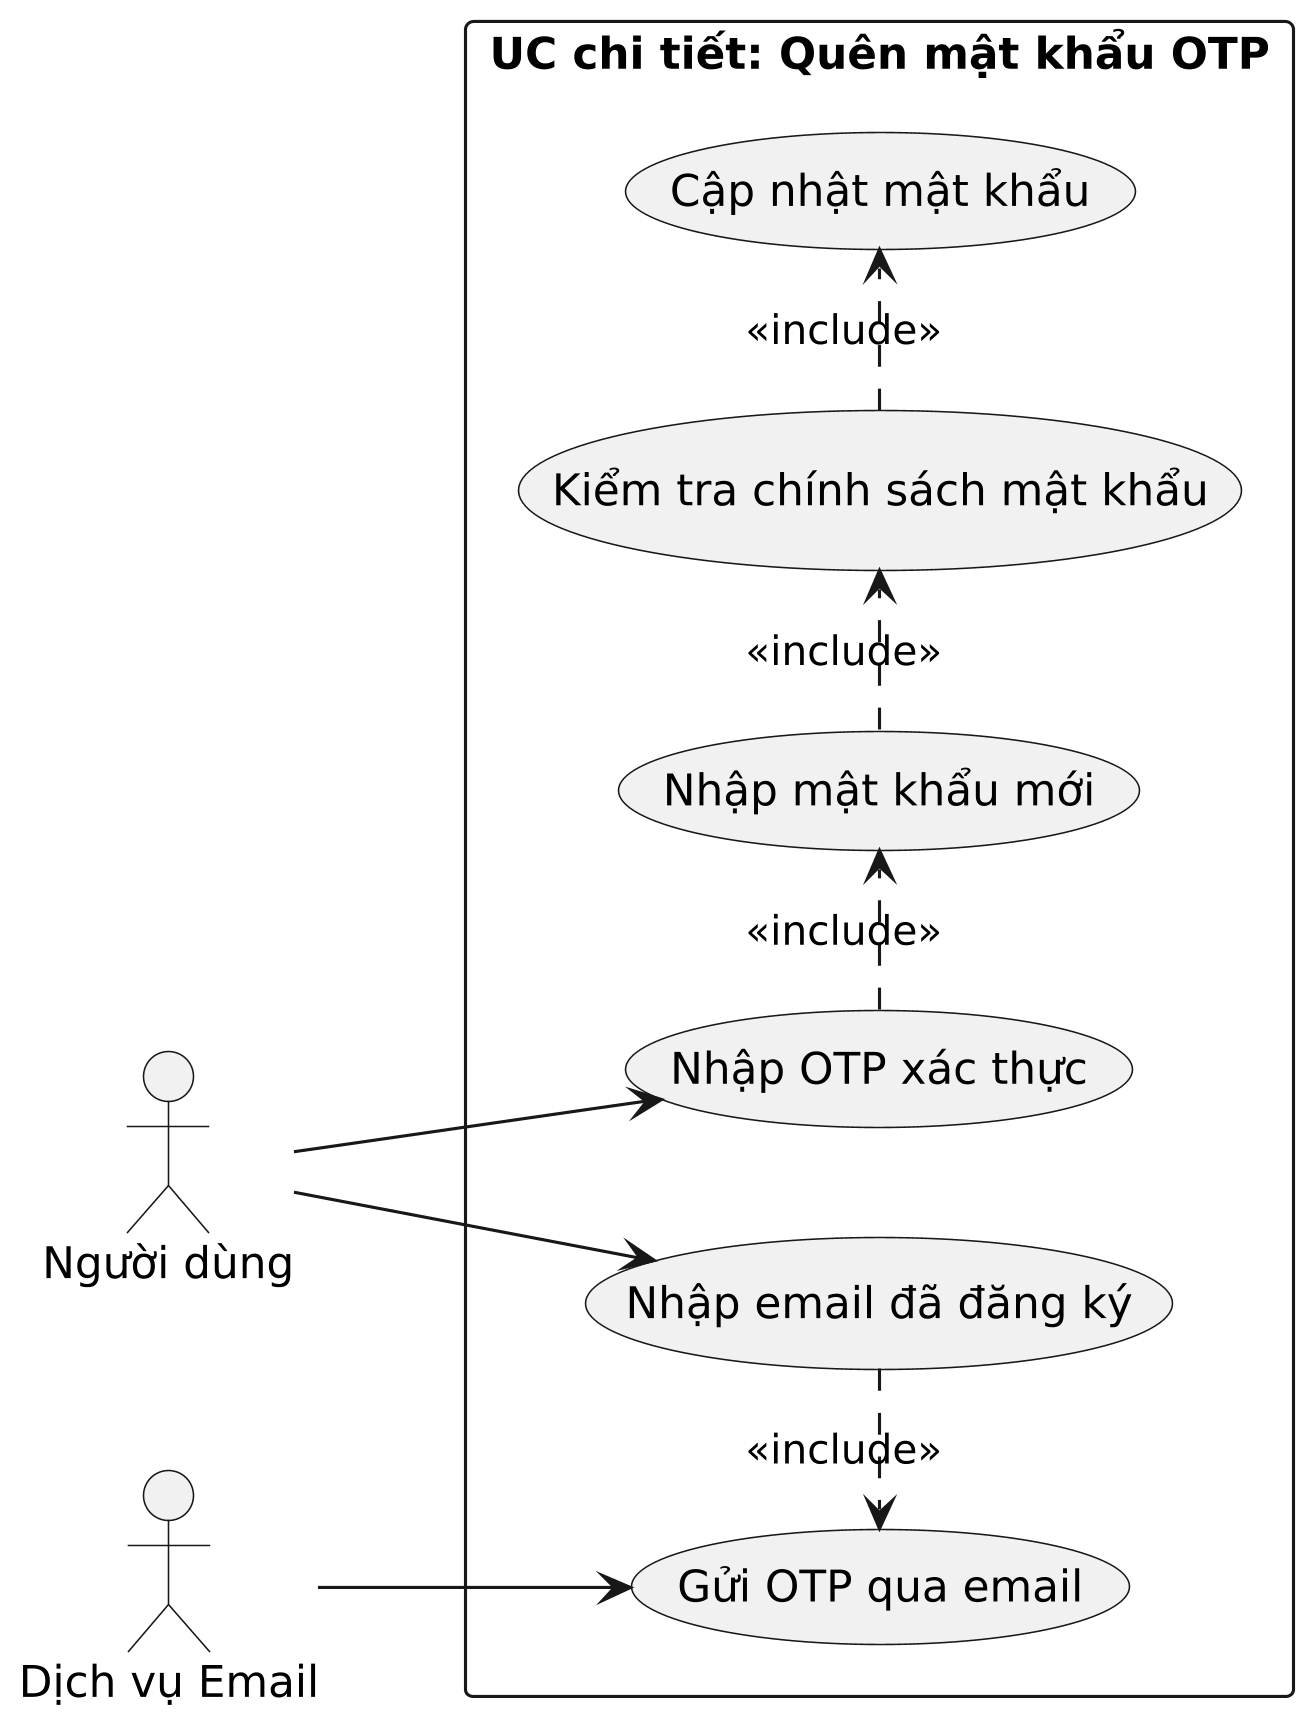 UC chi tiết: Quên mật khẩu OTP
Cập nhật mật khẩu
«include»
Kiểm tra chính sách mật khẩu
«include»
Nhập mật khẩu mới
«include»
Nhập OTP xác thực
Người dùng
Nhập email đã đăng ký
«include»
Gửi OTP qua email
Dịch vụ Email